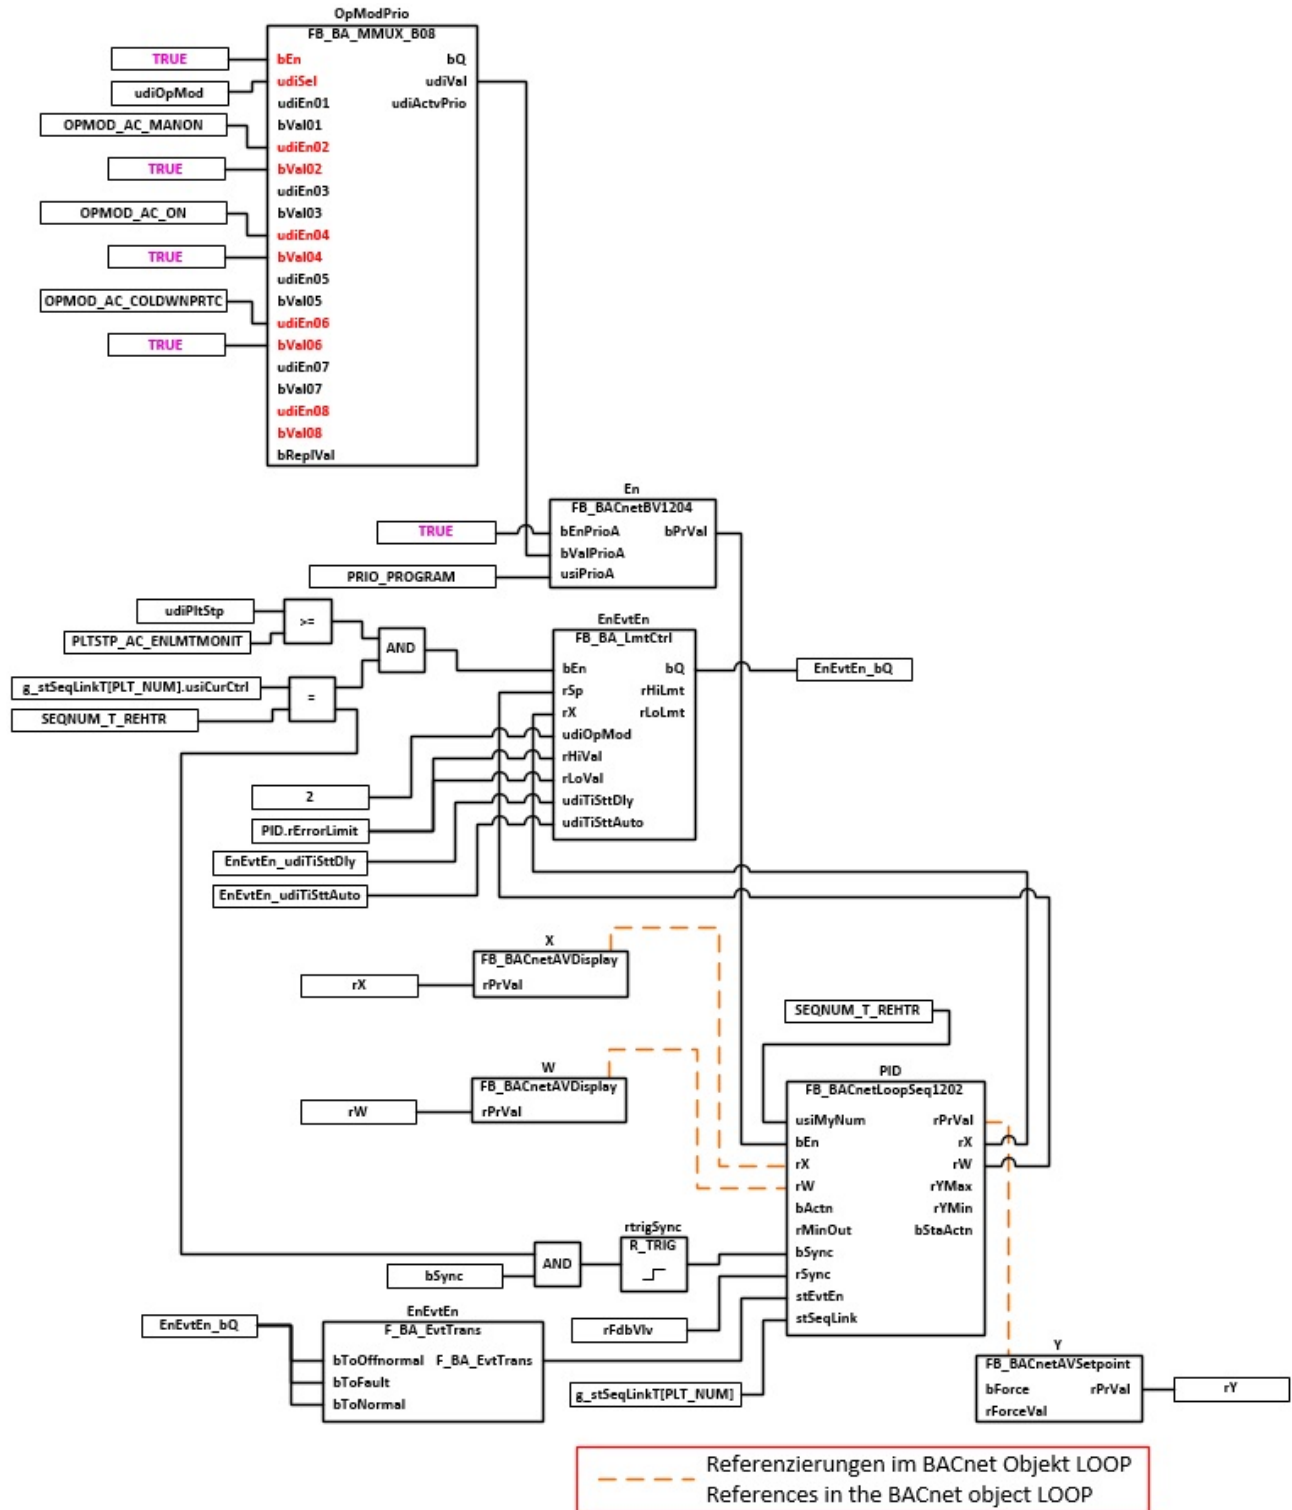 OpModPrio
FB_BA_MMUX_B08
TRUE
bEn
bQ
udiOpMod
udiSel
udiVal
udiEn01
udiActvPrio
OPMOD_AC_MANON
bVal01
udiEn02
TRUE
bVal02
udiEn03
OPMOD_AC_ON
bVal03
udiEn04
TRUE
bVal04
udiEn05
OPMOD_AC_COLDWNPRTC
bVal05
udiEn06
TRUE
bVal06
udiEn07
bVal07
udiEn08
bVal08
bReplVal
En
FB_BACnetBV1204
TRUE
bEnPrioA
bPrVal
bValPrioA
PRIO_PROGRAM
usiPrioA
udiPltStp
>=
PLTSTP_AC_ENLMTMONIT
AND
g_stSeqLinkT[PLT_NUM].usiCurCtrl
=
SEQNUM_T_REHTR
EnEvtEn
FB_BA_LmtCtrl
bEn
bQ
EnEvtEn_bQ
rSp
rHiLmt
rX
rLoLmt
udiOpMod
rHiVal
rLoVal
udiTiSttDly
udiTiSttAuto
2
PID.rErrorLimit
EnEvtEn_udiTiSttDly
EnEvtEn_udiTiSttAuto
X
FB_BACnetAVDisplay
rX
rPrVal
W
FB_BACnetAVDisplay
rW
rPrVal
SEQNUM_T_REHTR
PID
FB_BACnetLoopSeq1202
usiMyNum
rPrVal
bEn
rX
rX
rW
rW
rYMax
bActn
rYMin
rMinOut
bStaActn
bSync
rSync
stEvtEn
stSeqLink
rtrigSync
R_TRIG
AND
bSync
EnEvtEn
F_BA_EvtTrans
EnEvtEn_bQ
bToOffnormal
F_BA_EvtTrans
bToFault
bToNormal
rFdbVlv
g_stSeqLinkT[PLT_NUM]
Y
FB_BACnetAVSetpoint
bForce
rPrVal
rY
rForceVal
Referenzierungen im BACnet Objekt LOOP
References in the BACnet object LOOP